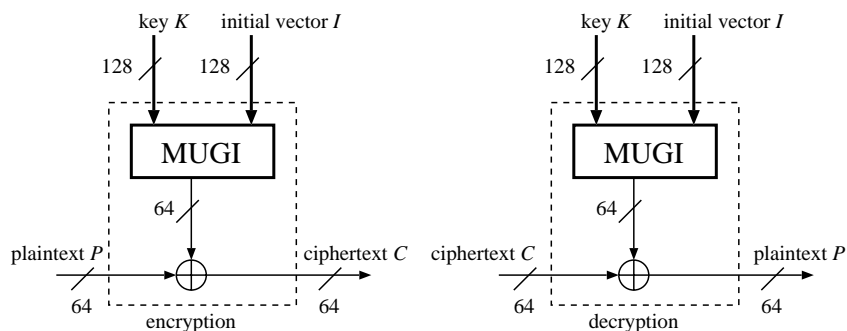 key K initial vector I
128 128
MUGI
64
plaintext P ciphertext C
64 64
encryption
key K initial vector I
128 128
MUGI
64
ciphertext C plaintext P
64 64
decryption